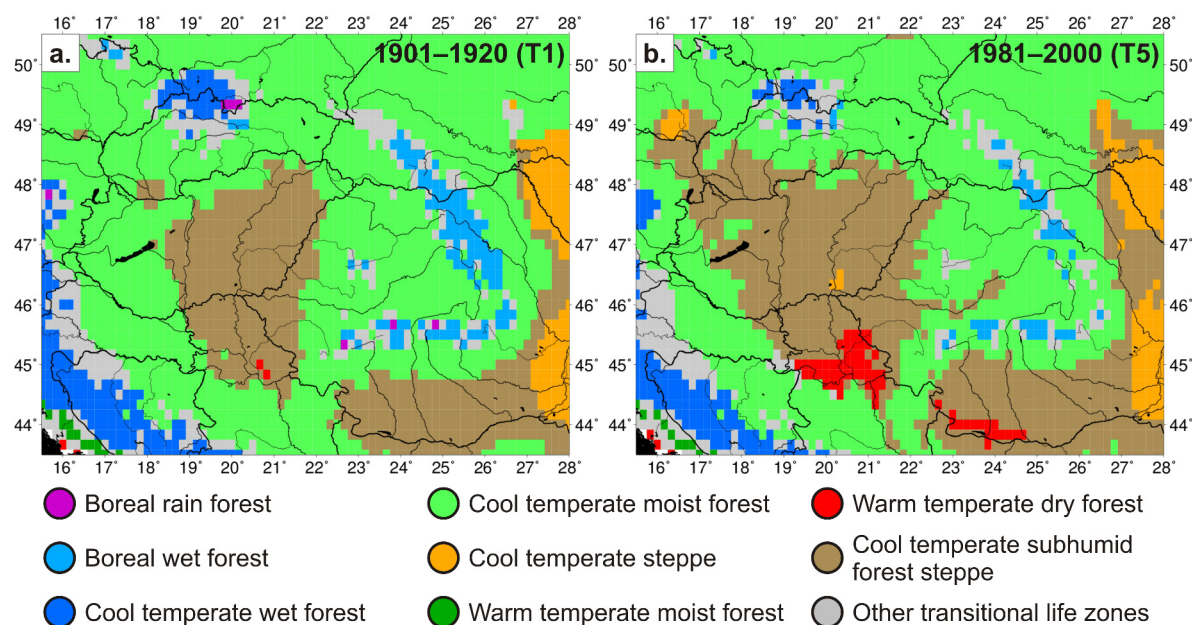 16˚ 17˚ 18˚ 19˚ 20˚ 21˚ 22˚ 23˚ 24˚ 25˚ 26˚ 27˚ 28˚ 16˚ 17˚ 18˚ 19˚ 20˚ 21˚ 22˚ 23˚ 24˚ 25˚ 26˚ 27˚ 28˚
a. 1901–1920 (T1) b. 1981–2000 (T5)
50˚ 50˚
49˚ 49˚
48˚ 48˚
47˚ 47˚
46˚ 46˚
45˚ 45˚
44˚ 44˚
16˚ 17˚ 18˚ 19˚ 20˚ 21˚ 22˚ 23˚ 24˚ 25˚ 26˚ 27˚ 28˚ 16˚ 17˚ 18˚ 19˚ 20˚ 21˚ 22˚ 23˚ 24˚ 25˚ 26˚ 27˚ 28˚
Boreal rain forest
Boreal wet forest
Cool temperate wet forest
Cool temperate moist forest
Cool temperate steppe
Warm temperate moist forest
Warm temperate dry forest
Cool temperate subhumid
forest steppe
Other transitional life zones